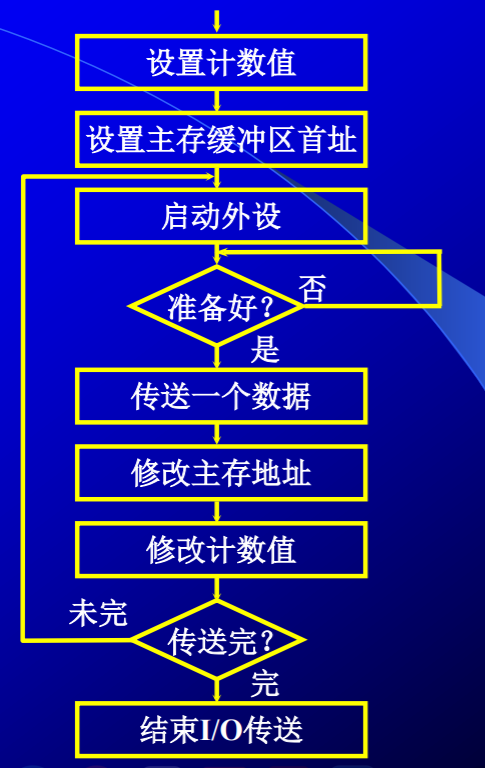 设置计数值
设置主存缓冲区首址
启动外设
准备好？
否
是
传送一个数据
修改主存地址
修改计数值
未完
传送完？
完
结束I/O传送